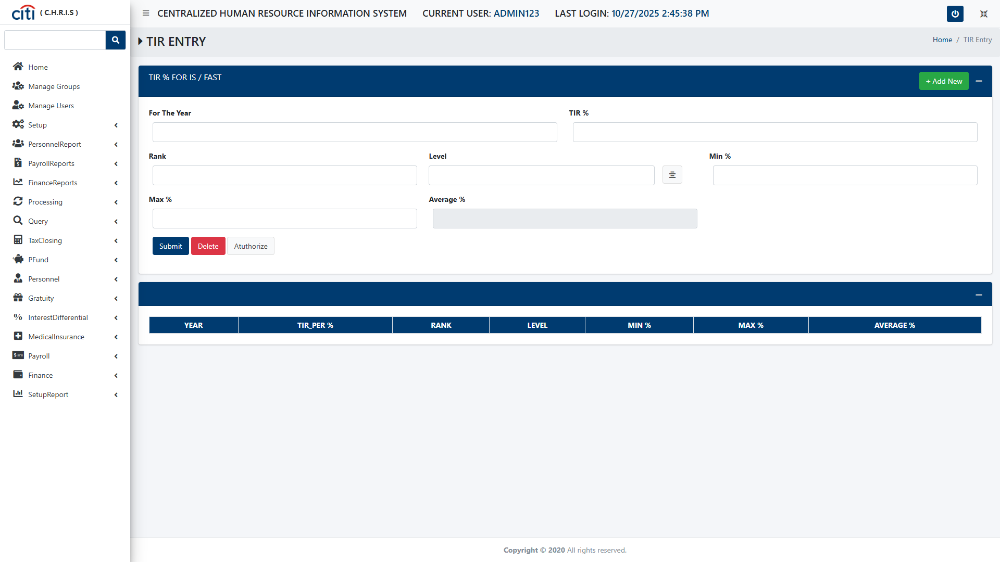 citi ( C.H.R.I.S )
CENTRALIZED HUMAN RESOURCE INFORMATION SYSTEM CURRENT USER: ADMIN123 LAST LOGIN: 10/27/2025 2:45:38 PM
TIR ENTRY
Home / TIR Entry
Home
Manage Groups
Manage Users
Setup
PersonnelReport
PayrollReports
FinanceReports
Processing
Query
TaxClosing
PFund
Personnel
Gratuity
InterestDifferential
MedicalInsurance
Payroll
Finance
SetupReport
TIR % FOR IS / FAST
+ Add New
For The Year TIR %
Rank Level Min %
Max % Average %
Submit Delete Atuthorize
YEAR TIR_PER % RANK LEVEL MIN % MAX % AVERAGE %
Copyright © 2020 All rights reserved.